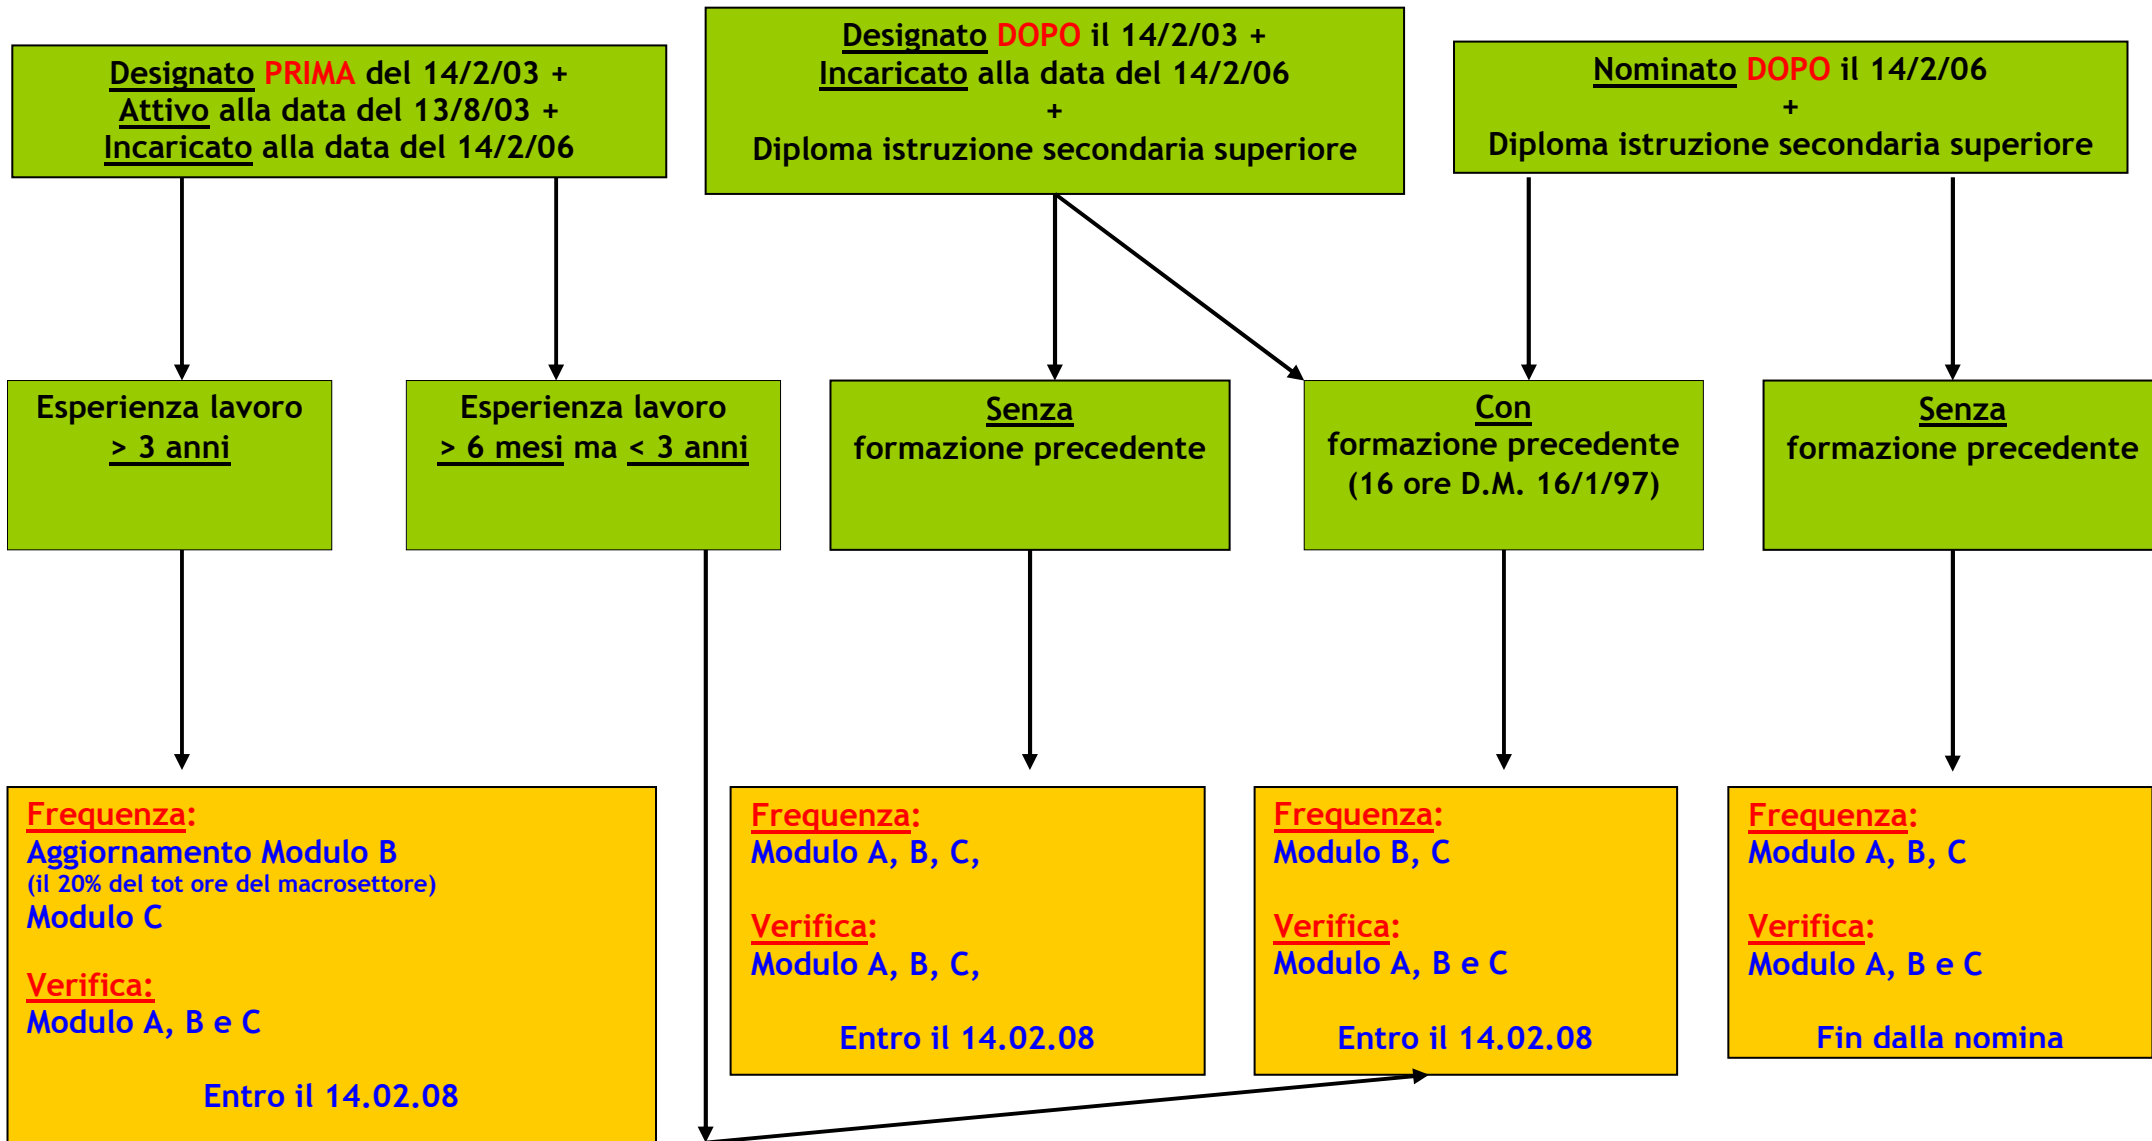 Designato PRIMA del 14/2/03 +
Attivo alla data del 13/8/03 +
Incaricato alla data del 14/2/06
Designato DOPO il 14/2/03 +
Incaricato alla data del 14/2/06
+
Diploma istruzione secondaria superiore
Nominato DOPO il 14/2/06
+
Diploma istruzione secondaria superiore
Esperienza lavoro
> 3 anni
Esperienza lavoro
> 6 mesi ma < 3 anni
Senza
formazione precedente
Con
formazione precedente
(16 ore D.M. 16/1/97)
Senza
formazione precedente
Frequenza:
Aggiornamento Modulo B
(il 20% del tot ore del macrosettore)
Modulo C
Verifica:
Modulo A, B e C
Entro il 14.02.08
Frequenza:
Modulo A, B, C,
Verifica:
Modulo A, B, C,
Entro il 14.02.08
Frequenza:
Modulo B, C
Verifica:
Modulo A, B e C
Entro il 14.02.08
Frequenza:
Modulo A, B, C
Verifica:
Modulo A, B e C
Fin dalla nomina